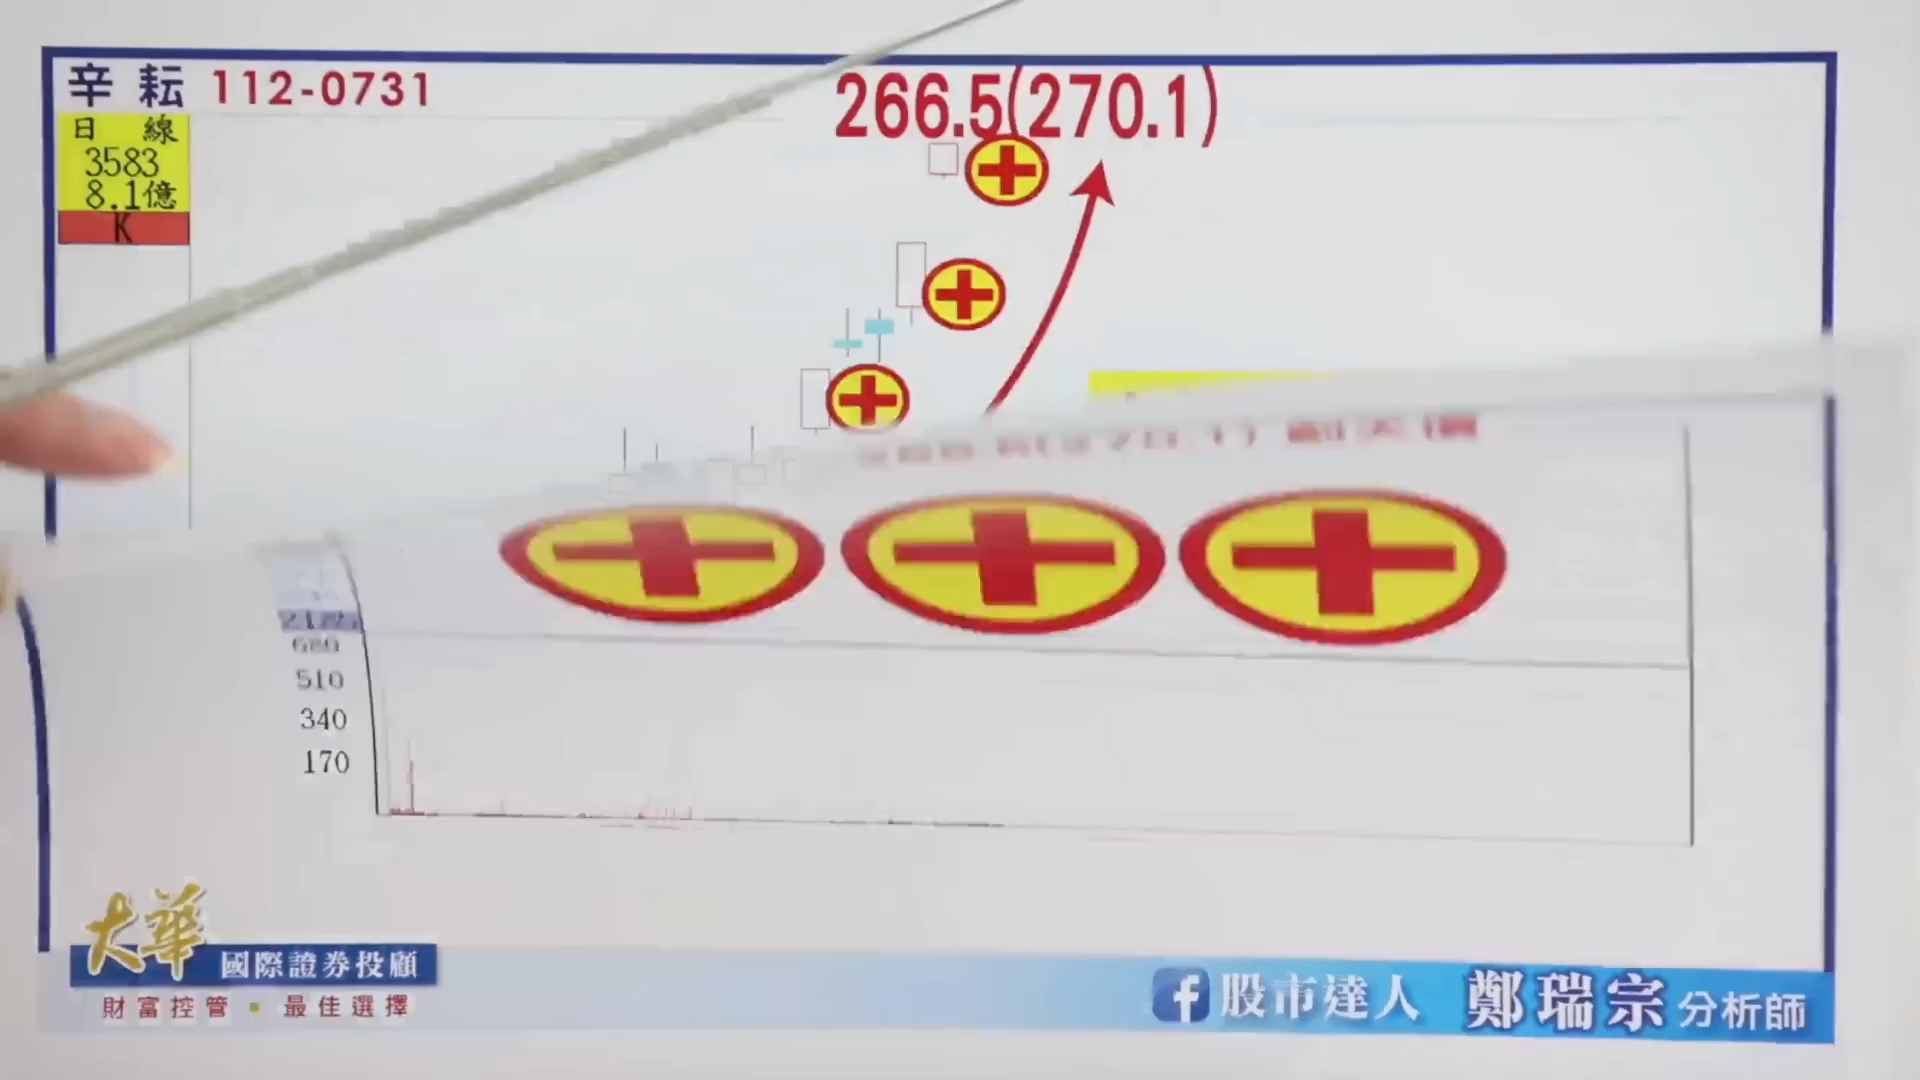 辛耘 112-0731
266.5(270.1)
日 線
3583
8.1億
K
680
510
340
170
大華 國際證券投顧
財富控管 · 最佳選擇
股市達人 鄭瑞宗 分析師